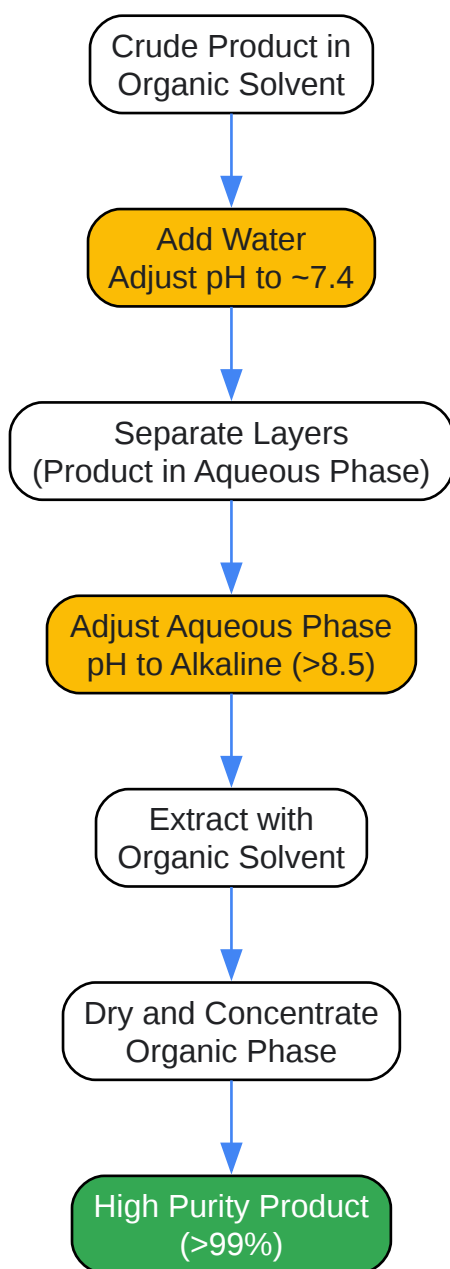 Crude Product in
Organic Solvent
Add Water
Adjust pH to ~7.4
Separate Layers
(Product in Aqueous Phase)
Adjust Aqueous Phase
pH to Alkaline (>8.5)
Extract with
Organic Solvent
Dry and Concentrate
Organic Phase
High Purity Product
(>99%)